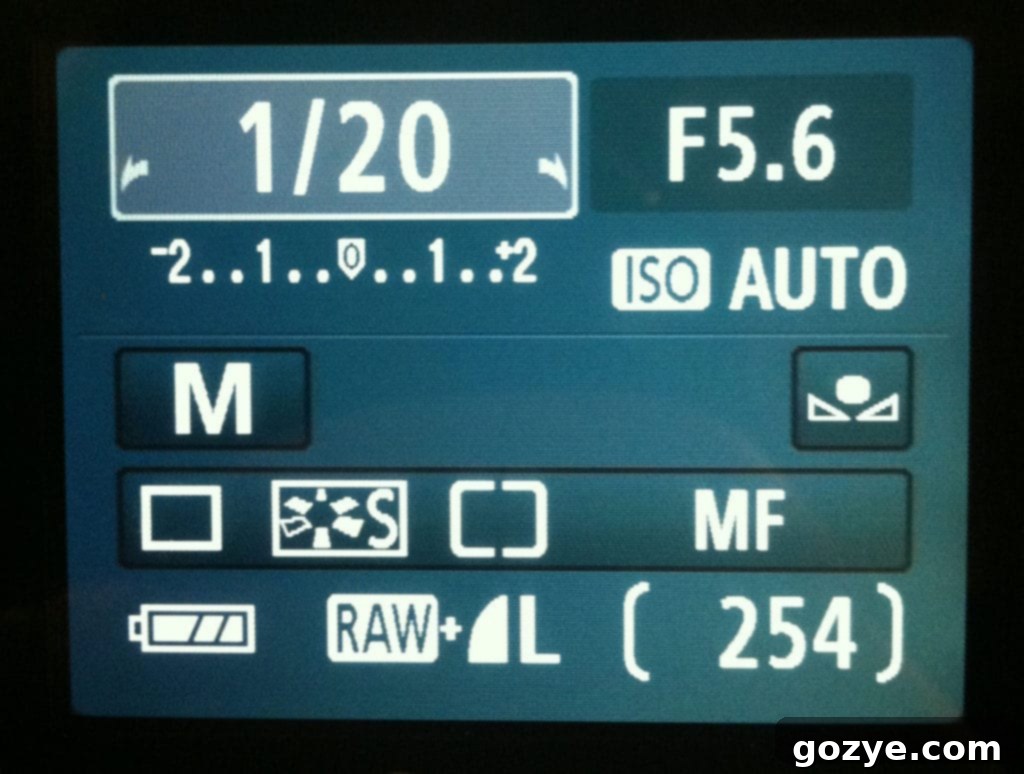 1/20 F5.6
-2..1..0..1..+2
ISO AUTO
M
S MF
RAW+L [ 254 ]
gozye.com